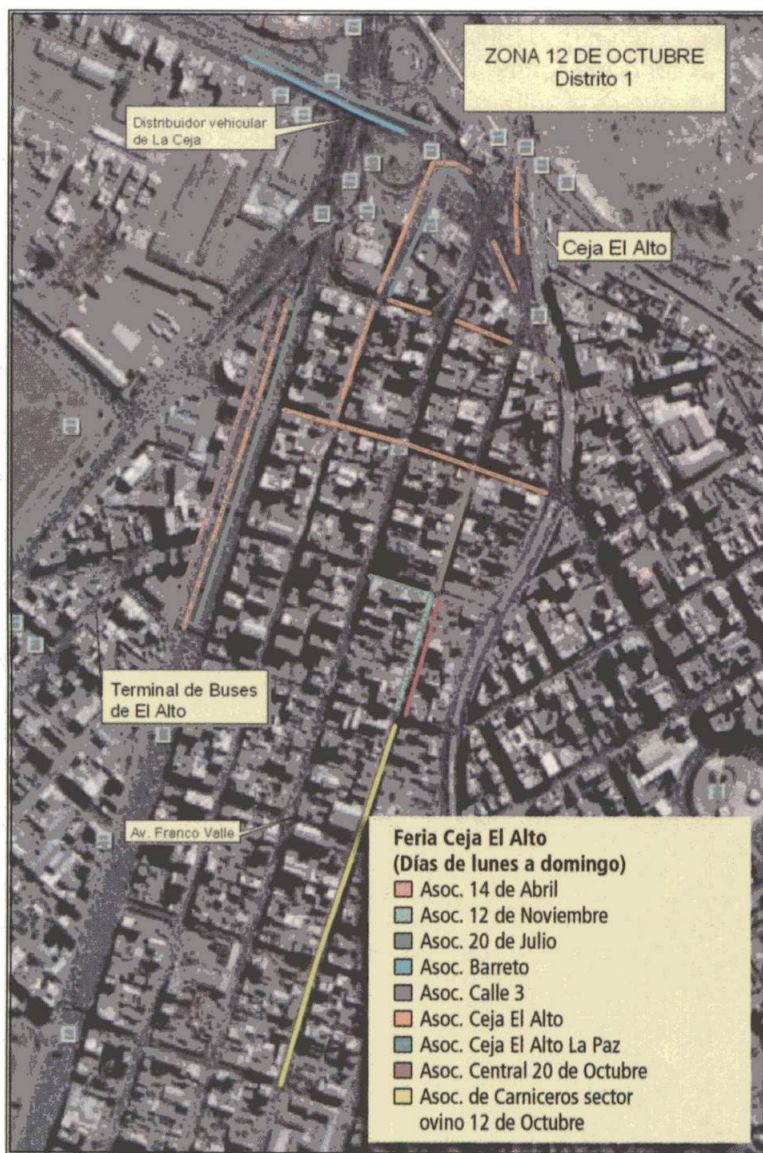 ZONA 12 DE OCTUBRE
Distrito 1
Distribuidor vehicular
de La Ceja
Ceja El Alto
Terminal de Buses
de El Alto
Av. Franco Valle
Feria Ceja El Alto
(Días de lunes a domingo)
Asoc. 14 de Abril
Asoc. 12 de Noviembre
Asoc. 20 de Julio
Asoc. Barreto
Asoc. Calle 3
Asoc. Ceja El Alto
Asoc. Ceja El Alto La Paz
Asoc. Central 20 de Octubre
Asoc. de Carniceros sector
ovino 12 de Octubre